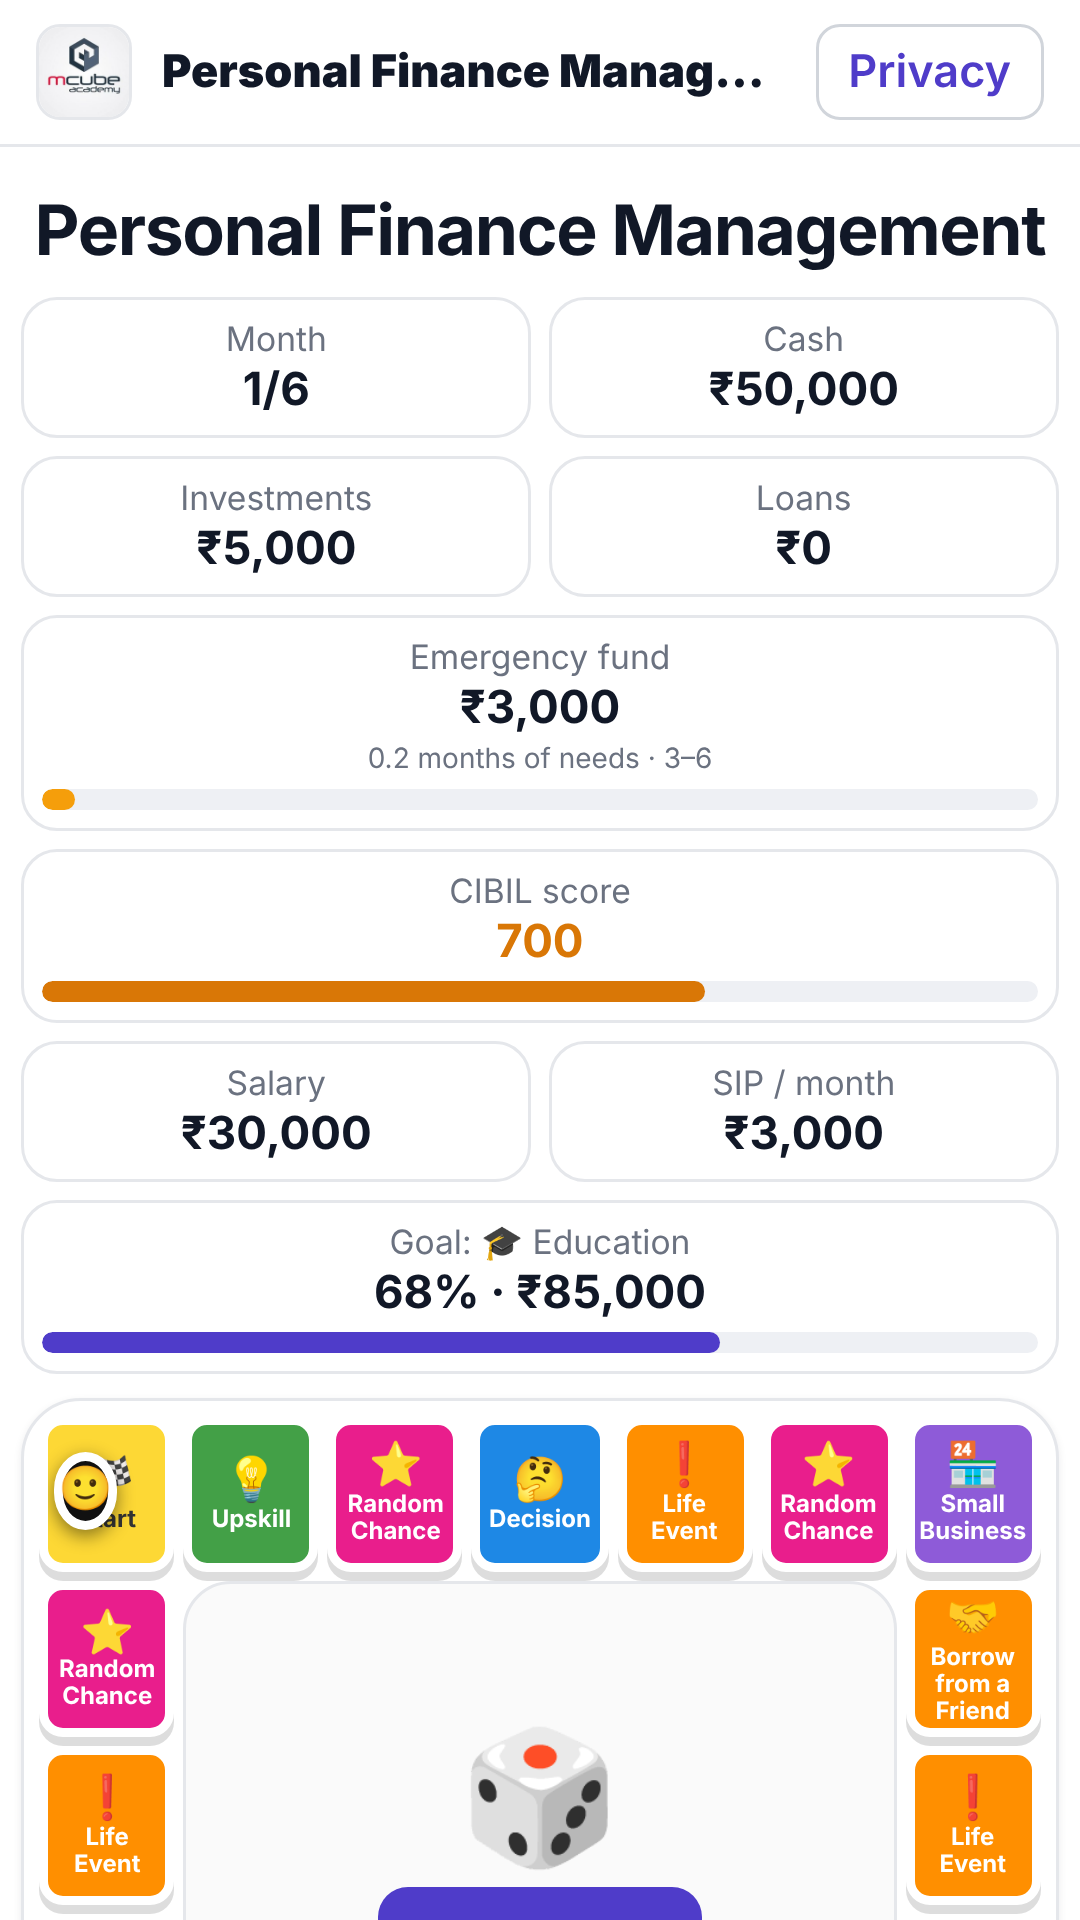 mcube
academy
Personal Finance Manag...
Privacy
Personal Finance Management
Month
1/6
Cash
₹50,000
Investments
₹5,000
Loans
₹0
Emergency fund
₹3,000
0.2 months of needs · 3–6
CIBIL score
700
Salary
₹30,000
SIP / month
₹3,000
Goal: 🎓 Education
68% · ₹85,000
art
Upskill
Random
Chance
Decision
Life
Event
Random
Chance
24
Small
Business
Random
Chance
Borrow
from a
Friend
Life
Event
Life
Event